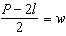 (P − 2l)/2 = w